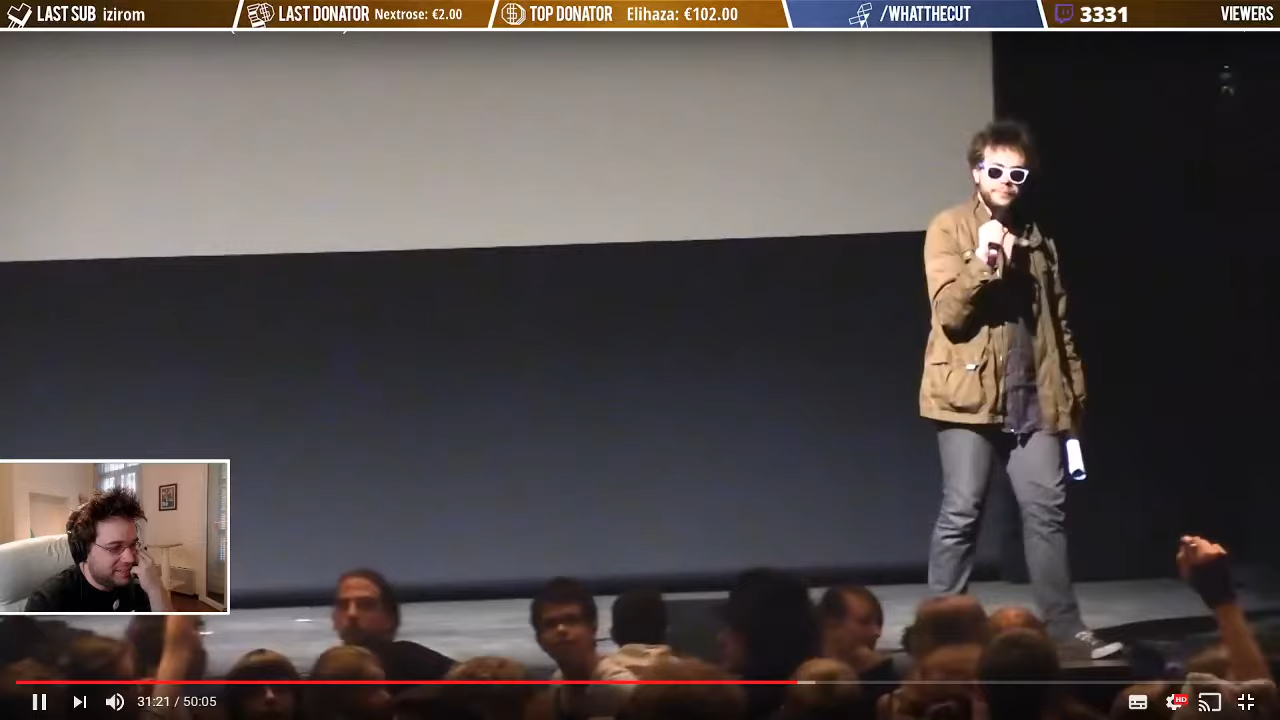 LAST SUB izirom
LAST DONATOR Nextrose: €2.00
TOP DONATOR Elihaza: €102.00
/WHATTHECUT
3331 VIEWERS
31:21 / 50:05
HD